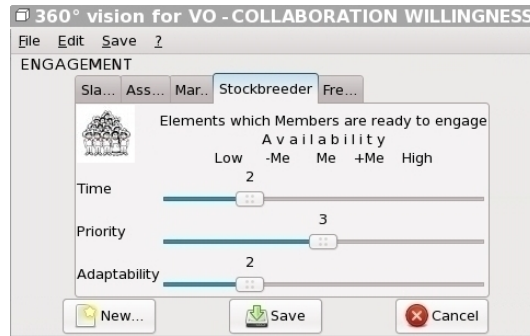 360° vision for VO - COLLABORATION WILLINGNESS
File Edit Save ?
ENGAGEMENT
Sla... Ass... Mar.. Stockbreeder Fre...
Elements which Members are ready to engage
Availability
Low -Me Me +Me High
2
Time
3
Priority
2
Adaptability
New... Save Cancel